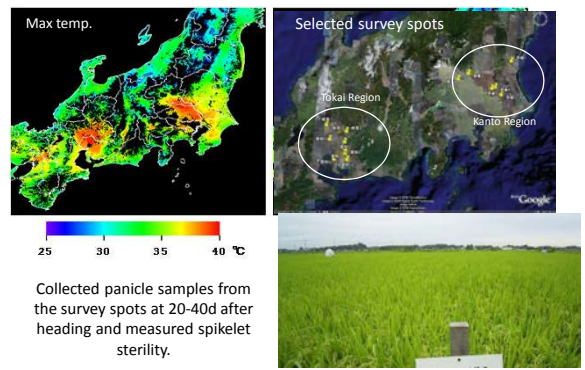 Max temp.
Selected survey spots
Tokai Region
Kanto Region
Google
25 30 35 40 ℃
Collected panicle samples from
the survey spots at 20-40d after
heading and measured spikelet
sterility.